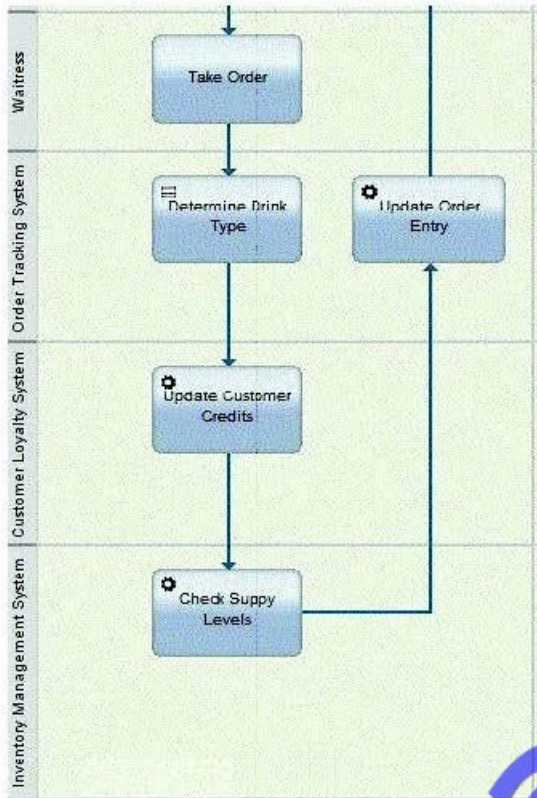 Waitress
Take Order
Order Tracking System
Determine Drink
Type
Update Order
Entry
Customer Loyalty System
Update Customer
Credits
Inventory Management System
Check Suppy
Levels